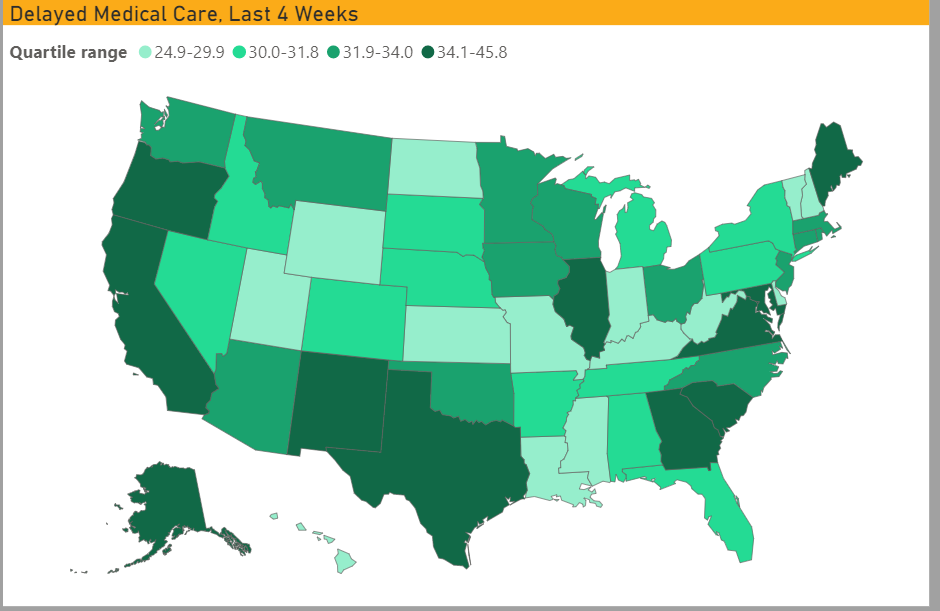 Delayed Medical Care, Last 4 Weeks
Quartile range 24.9-29.9 30.0-31.8 31.9-34.0 34.1-45.8